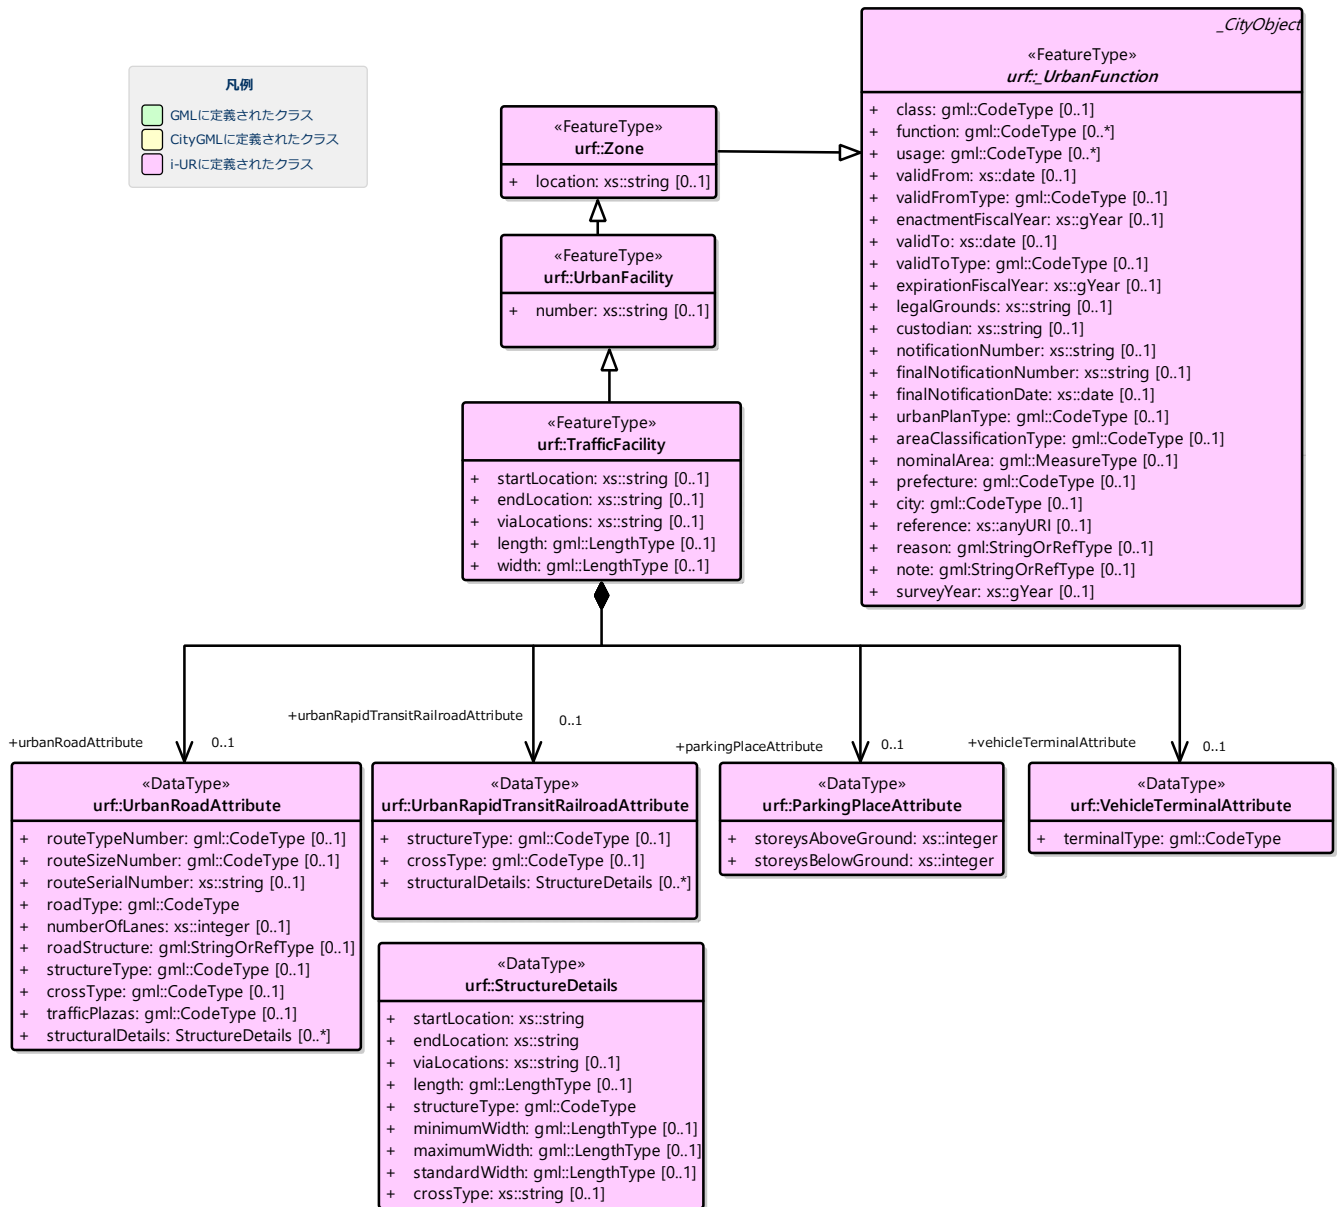 凡例
GMLに定義されたクラス
CityGMLに定義されたクラス
i-URに定義されたクラス
_CityObject
«FeatureType»
urf::_UrbanFunction
+ class: gml::CodeType [0..1]
+ function: gml::CodeType [0..*]
+ usage: gml::CodeType [0..*]
+ validFrom: xs::date [0..1]
+ validFromType: gml::CodeType [0..1]
+ enactmentFiscalYear: xs::gYear [0..1]
+ validTo: xs::date [0..1]
+ validToType: gml::CodeType [0..1]
+ expirationFiscalYear: xs::gYear [0..1]
+ legalGrounds: xs::string [0..1]
+ custodian: xs::string [0..1]
+ notificationNumber: xs::string [0..1]
+ finalNotificationNumber: xs::string [0..1]
+ finalNotificationDate: xs::date [0..1]
+ urbanPlanType: gml::CodeType [0..1]
+ areaClassificationType: gml::CodeType [0..1]
+ nominalArea: gml::MeasureType [0..1]
+ prefecture: gml::CodeType [0..1]
+ city: gml::CodeType [0..1]
+ reference: xs::anyURI [0..1]
+ reason: gml:StringOrRefType [0..1]
+ note: gml:StringOrRefType [0..1]
+ surveyYear: xs::gYear [0..1]
«FeatureType»
urf::Zone
+ location: xs::string [0..1]
«FeatureType»
urf::UrbanFacility
+ number: xs::string [0..1]
«FeatureType»
urf::TrafficFacility
+ startLocation: xs::string [0..1]
+ endLocation: xs::string [0..1]
+ viaLocations: xs::string [0..1]
+ length: gml::LengthType [0..1]
+ width: gml::LengthType [0..1]
+urbanRoadAttribute 0..1
+urbanRapidTransitRailroadAttribute 0..1
+parkingPlaceAttribute 0..1
+vehicleTerminalAttribute 0..1
«DataType»
urf::UrbanRoadAttribute
+ routeTypeNumber: gml::CodeType [0..1]
+ routeSizeNumber: gml::CodeType [0..1]
+ routeSerialNumber: xs::string [0..1]
+ roadType: gml::CodeType
+ numberOfLanes: xs::integer [0..1]
+ roadStructure: gml:StringOrRefType [0..1]
+ structureType: gml::CodeType [0..1]
+ crossType: gml::CodeType [0..1]
+ trafficPlazas: gml::CodeType [0..1]
+ structuralDetails: StructureDetails [0..*]
«DataType»
urf::UrbanRapidTransitRailroadAttribute
+ structureType: gml::CodeType [0..1]
+ crossType: gml::CodeType [0..1]
+ structuralDetails: StructureDetails [0..*]
«DataType»
urf::ParkingPlaceAttribute
+ storeysAboveGround: xs::integer
+ storeysBelowGround: xs::integer
«DataType»
urf::VehicleTerminalAttribute
+ terminalType: gml::CodeType
«DataType»
urf::StructureDetails
+ startLocation: xs::string
+ endLocation: xs::string
+ viaLocations: xs::string [0..1]
+ length: gml::LengthType [0..1]
+ structureType: gml::CodeType
+ minimumWidth: gml::LengthType [0..1]
+ maximumWidth: gml::LengthType [0..1]
+ standardWidth: gml::LengthType [0..1]
+ crossType: xs::string [0..1]